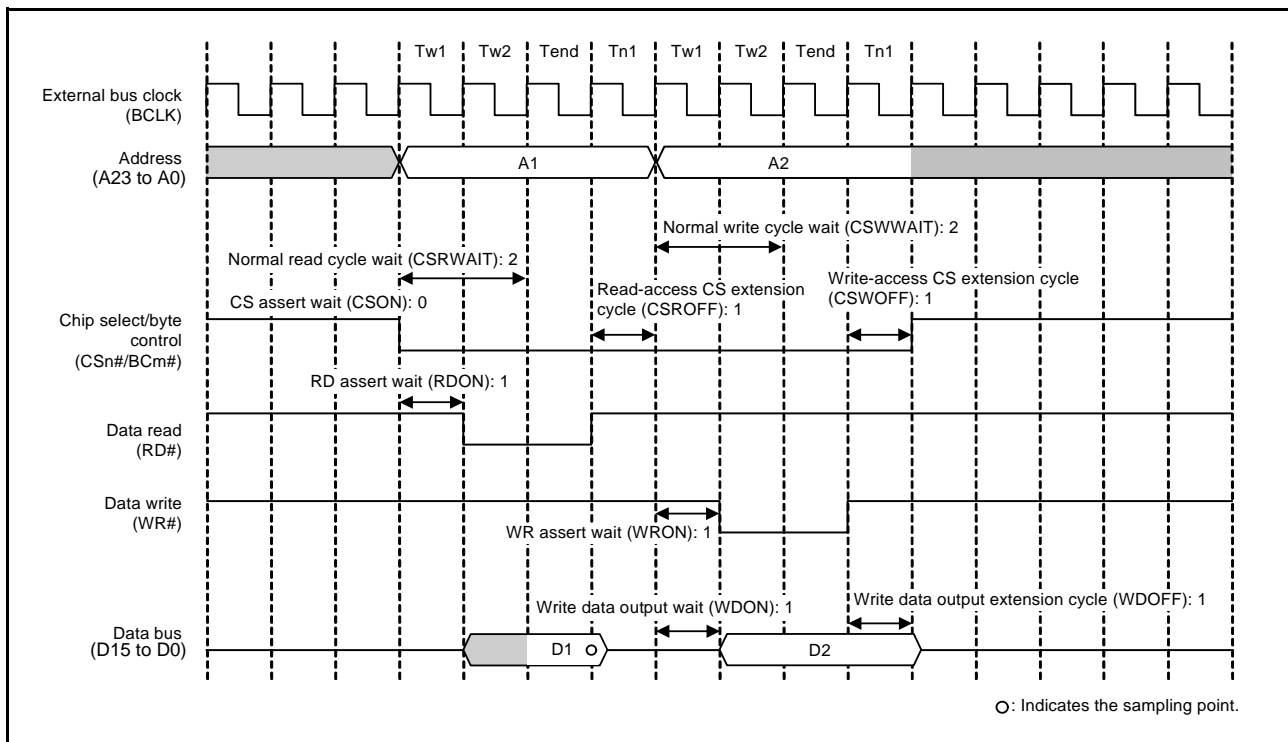 Tw1 Tw2 Tend Tn1 Tw1 Tw2 Tend Tn1
External bus clock
(BCLK)
Address
(A23 to A0)
A1
A2
Normal write cycle wait (CSWWAIT): 2
Normal read cycle wait (CSRWAIT): 2
Read-access CS extension
cycle (CSROFF): 1
Write-access CS extension cycle
(CSWOFF): 1
CS assert wait (CSON): 0
Chip select/byte
control
(CSn#/BCm#)
RD assert wait (RDON): 1
Data read
(RD#)
Data write
(WR#)
WR assert wait (WRON): 1
Write data output wait (WDON): 1
Write data output extension cycle (WDOFF): 1
Data bus
(D15 to D0)
D1
D2
: Indicates the sampling point.